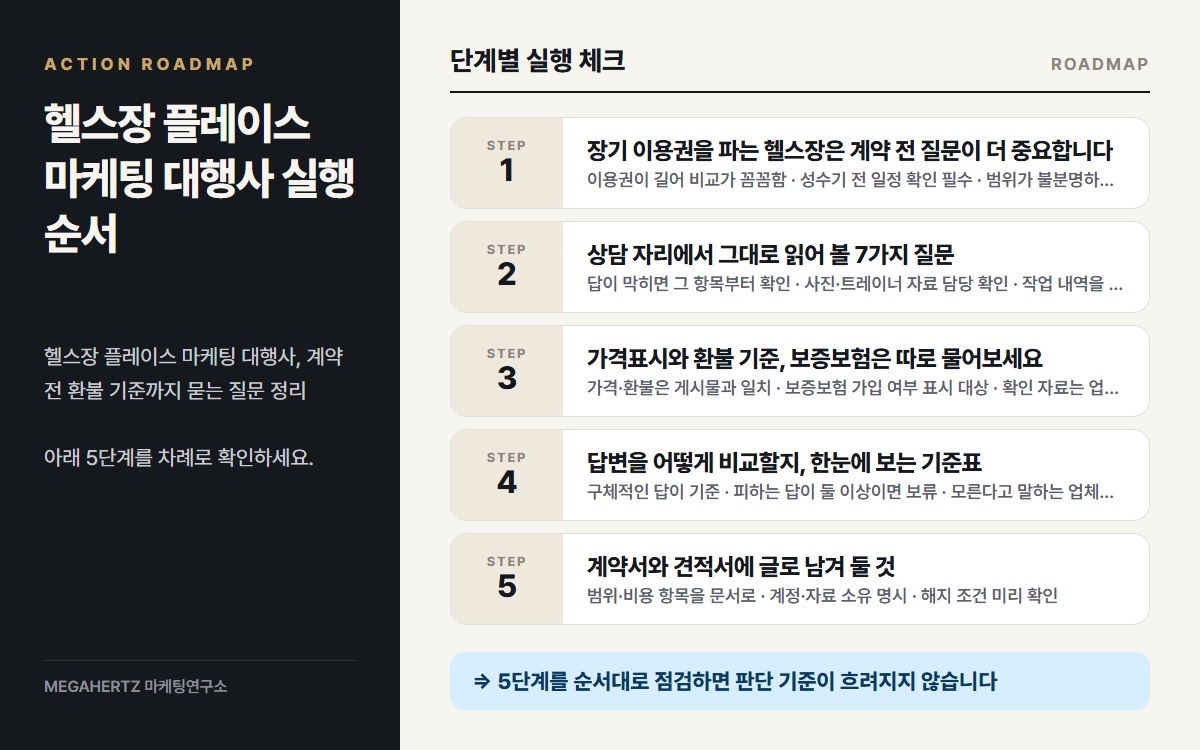 ACTION ROADMAP
헬스장 플레이스
마케팅 대행사 실행
순서
헬스장 플레이스 마케팅 대행사, 계약
전 환불 기준까지 묻는 질문 정리
아래 5단계를 차례로 확인하세요.
MEGAHERTZ 마케팅연구소
단계별 실행 체크
ROADMAP
STEP
1
장기 이용권을 파는 헬스장은 계약 전 질문이 더 중요합니다
이용권이 길어 비교가 꼼꼼함 · 성수기 전 일정 확인 필수 · 범위가 불분명하...
STEP
2
상담 자리에서 그대로 읽어 볼 7가지 질문
답이 막히면 그 항목부터 확인 · 사진·트레이너 자료 담당 확인 · 작업 내역을 ...
STEP
3
가격표시와 환불 기준, 보증보험은 따로 물어보세요
가격·환불은 게시물과 일치 · 보증보험 가입 여부 표시 대상 · 확인 자료는 업...
STEP
4
답변을 어떻게 비교할지, 한눈에 보는 기준표
구체적인 답이 기준 · 피하는 답이 둘 이상이면 보류 · 모른다고 말하는 업체...
STEP
5
계약서와 견적서에 글로 남겨 둘 것
범위·비용 항목을 문서로 · 계정·자료 소유 명시 · 해지 조건 미리 확인
⇒ 5단계를 순서대로 점검하면 판단 기준이 흐려지지 않습니다